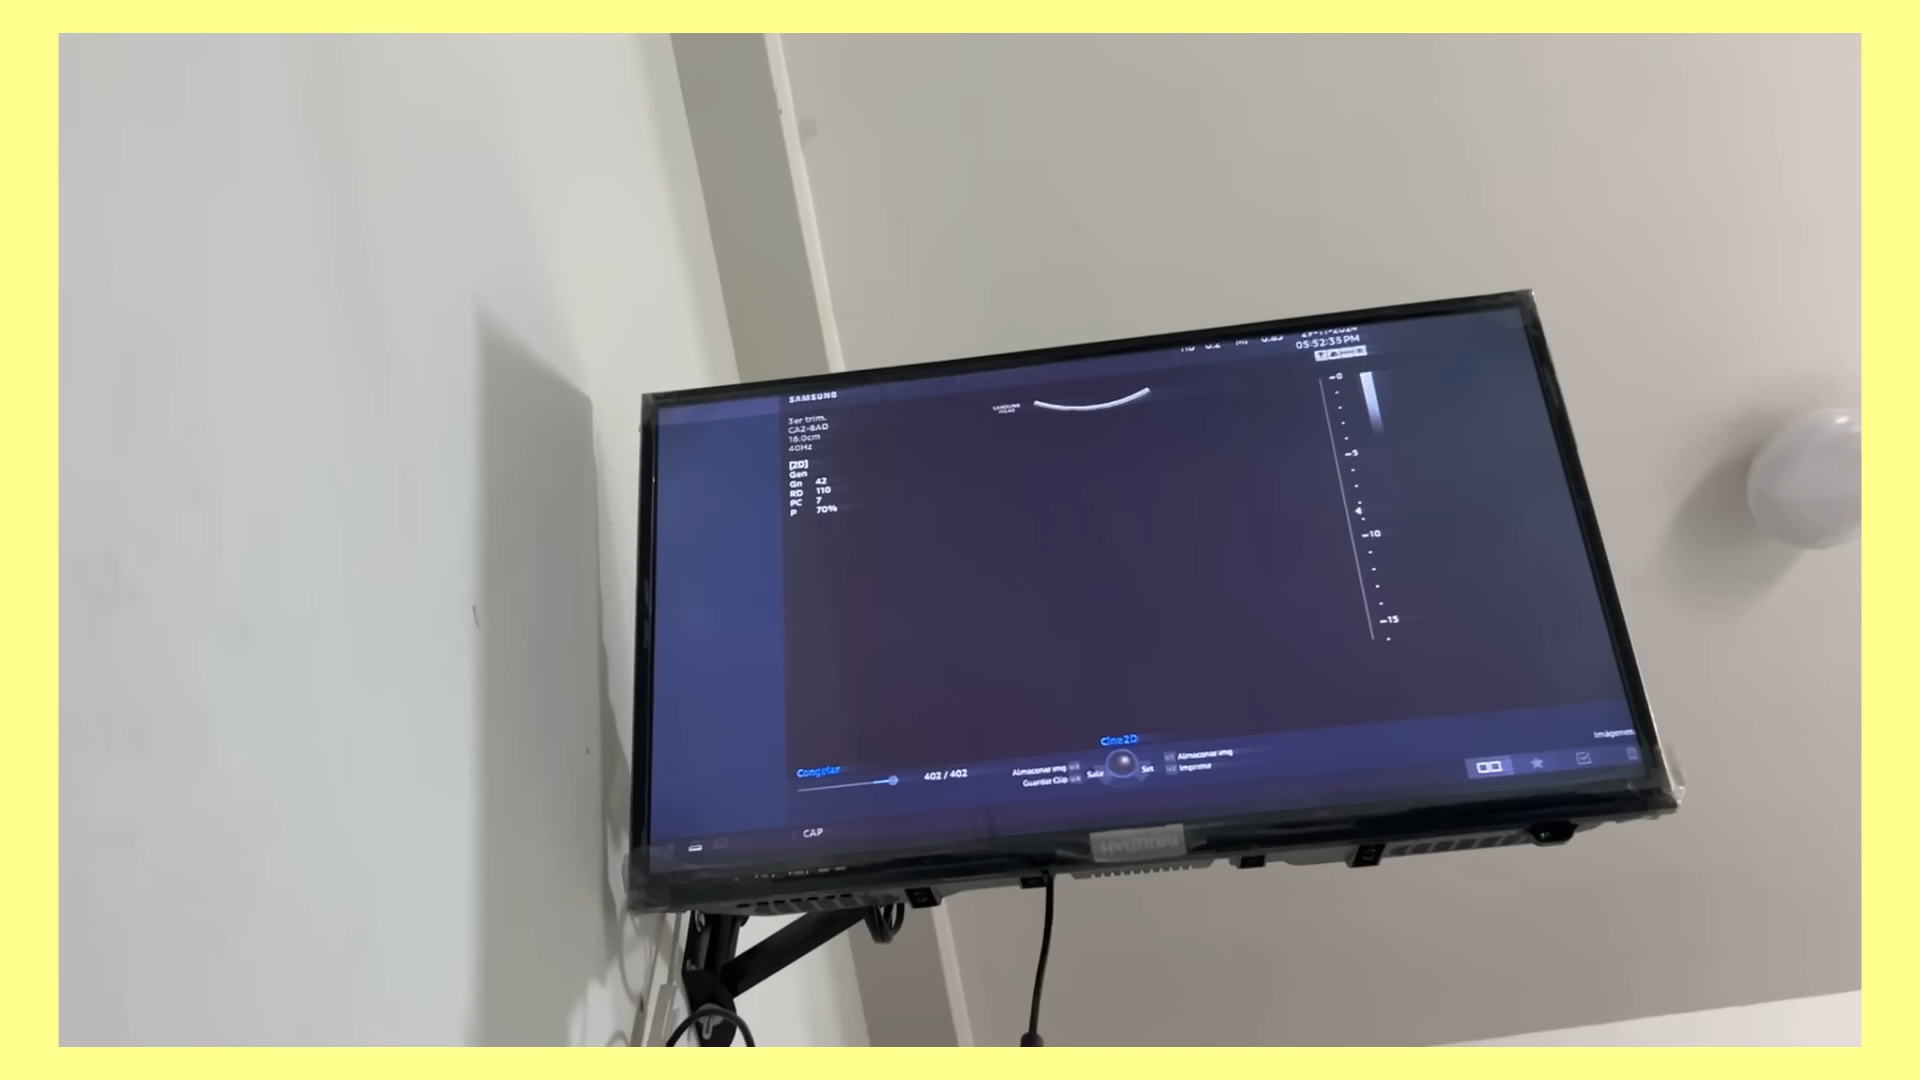 SAMSUNG
3er trim.
CA2-8AD
16.0cm
40Hz
[2D]
Gen
Gn 42
RD 110
PC 7
P 70%
MI
05:52:35 PM
0
5
10
15
Cine2D
Congelar
402 / 402
Almacenar img
Guardar Clip
Salir
Set
Almacenar img
Imprimir
Imágenes
CAP
HYUNDAI